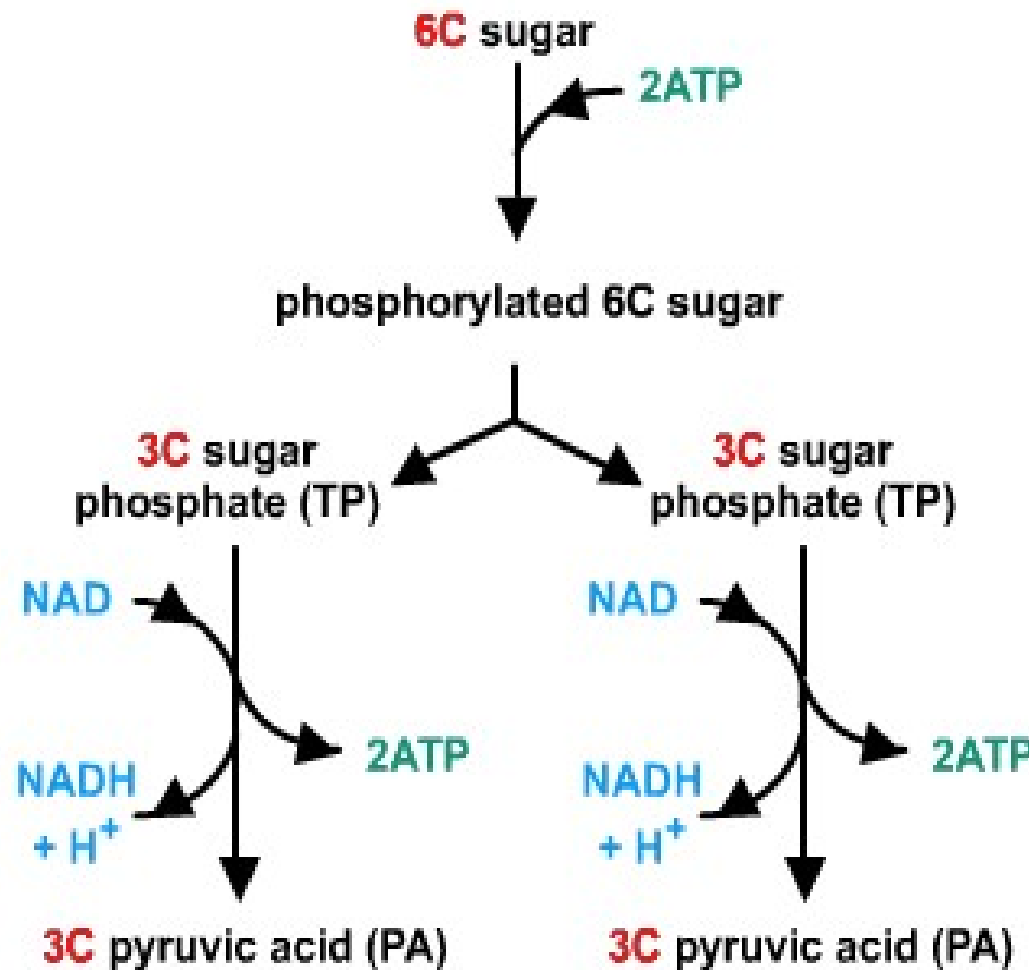 6C sugar
2ATP
phosphorylated 6C sugar
3C sugar
phosphate (TP)
3C sugar
phosphate (TP)
NAD
NAD
2ATP
2ATP
NADH
+ H⁺
NADH
+ H⁺
3C pyruvic acid (PA)
3C pyruvic acid (PA)